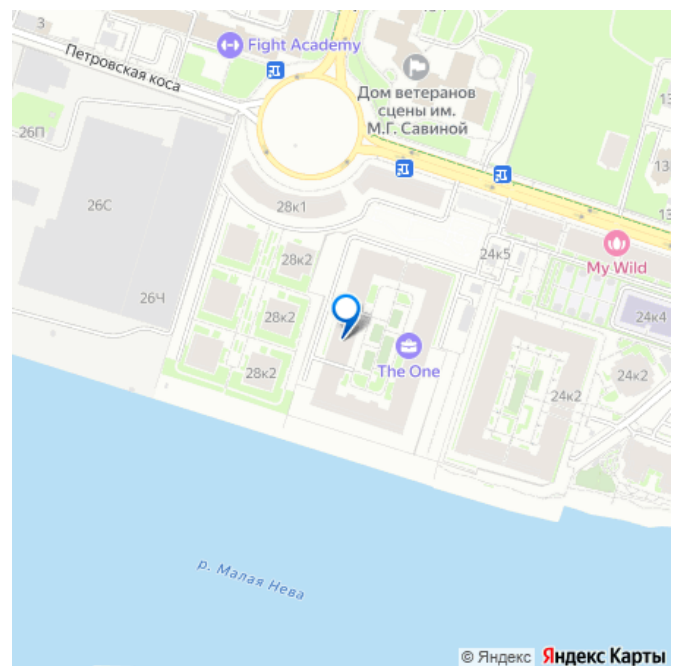 3
Fight Academy
Петровская коса
Дом ветеранов
сцены им.
М.Г. Савиной
26П
26С
28к1
28к2
24к5
My Wild
26Ч
28к2
24к4
The One
28к2
24к2
24к2
р. Малая Нева
© Яндекс Яндекс Карты